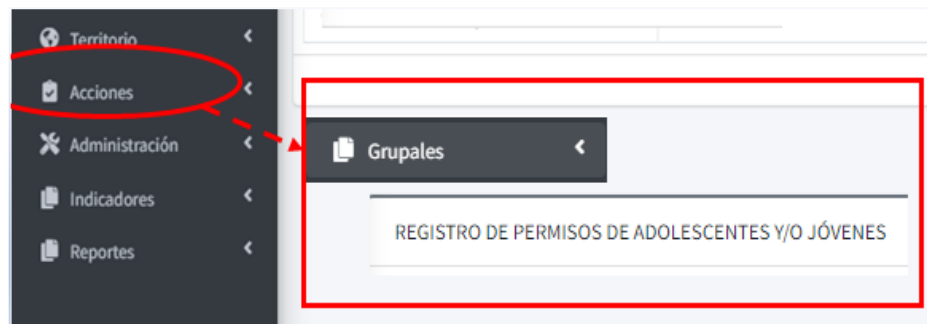 Territorio
Acciones
Administración
Indicadores
Reportes
Grupales
REGISTRO DE PERMISOS DE ADOLESCENTES Y/O JÓVENES